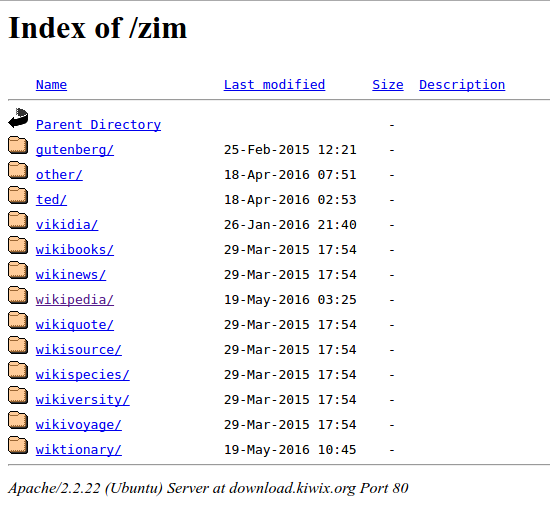 Index of /zim
Name Last modified Size Description
Parent Directory -
gutenberg/ 25-Feb-2015 12:21 -
other/ 18-Apr-2016 07:51 -
ted/ 18-Apr-2016 02:53 -
vikidia/ 26-Jan-2016 21:40 -
wikibooks/ 29-Mar-2015 17:54 -
wikinews/ 29-Mar-2015 17:54 -
wikipedia/ 19-May-2016 03:25 -
wikiquote/ 29-Mar-2015 17:54 -
wikisource/ 29-Mar-2015 17:54 -
wikispecies/ 29-Mar-2015 17:54 -
wikiversity/ 29-Mar-2015 17:54 -
wikivoyage/ 29-Mar-2015 17:54 -
wiktionary/ 19-May-2016 10:45 -
Apache/2.2.22 (Ubuntu) Server at download.kiwix.org Port 80